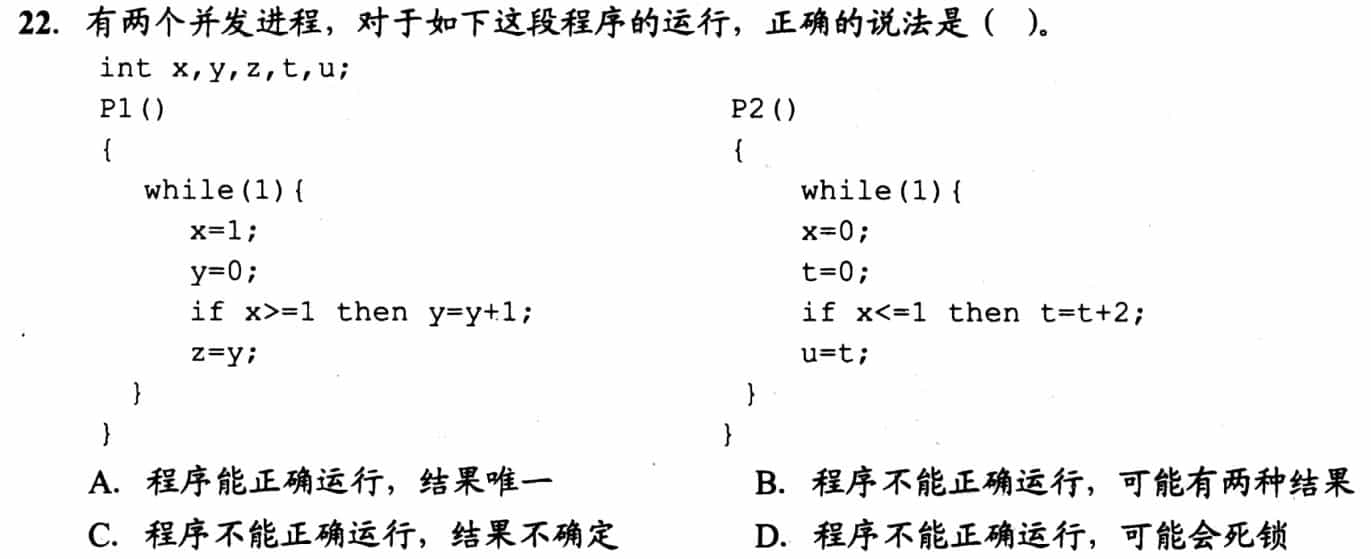 22. 有两个并发进程，对于如下这段程序的运行，正确的说法是（  ）。
int x,y,z,t,u;
P1() P2()
{ {
while(1){ while(1){
x=1; x=0;
y=0; t=0;
if x>=1 then y=y+1; if x<=1 then t=t+2;
z=y; u=t;
} }
} }
A. 程序能正确运行，结果唯一 B. 程序不能正确运行，可能有两种结果
C. 程序不能正确运行，结果不确定 D. 程序不能正确运行，可能会死锁